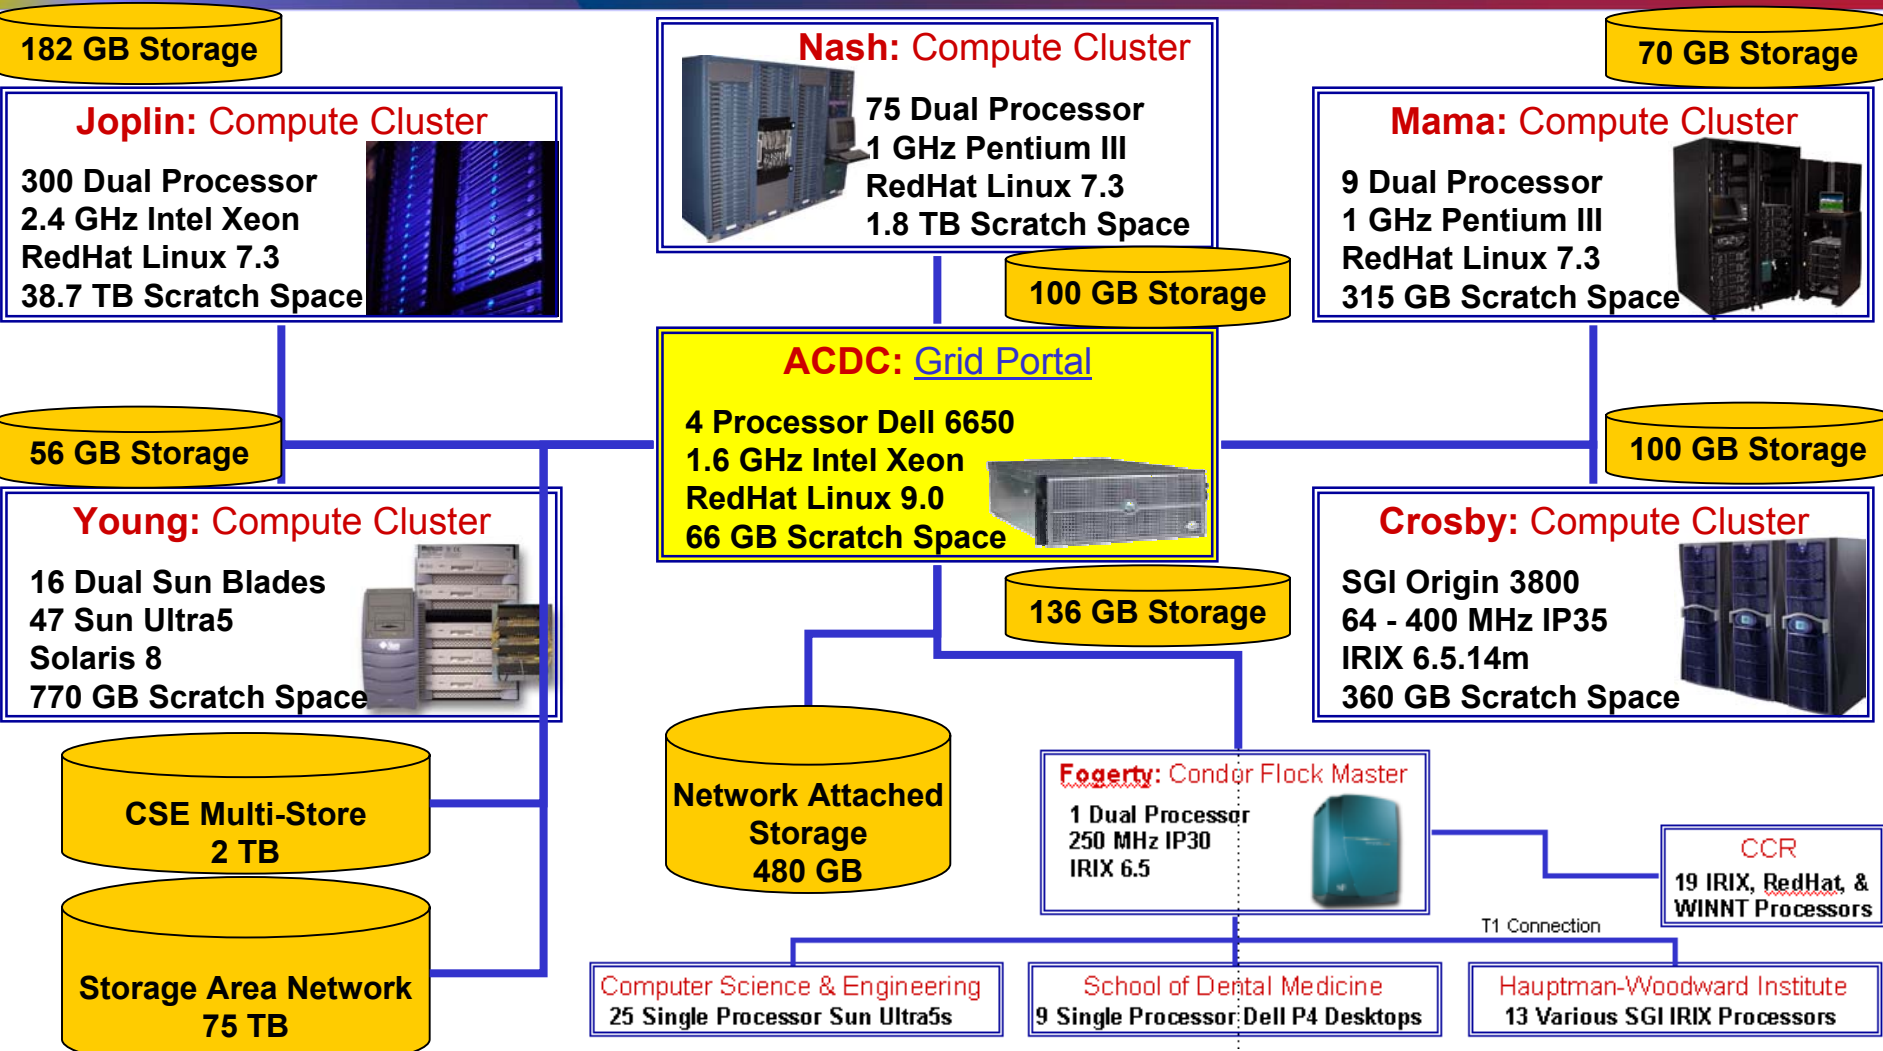 182 GB Storage
Joplin: Compute Cluster
300 Dual Processor
2.4 GHz Intel Xeon
RedHat Linux 7.3
38.7 TB Scratch Space
Nash: Compute Cluster
75 Dual Processor
1 GHz Pentium III
RedHat Linux 7.3
1.8 TB Scratch Space
70 GB Storage
Mama: Compute Cluster
9 Dual Processor
1 GHz Pentium III
RedHat Linux 7.3
315 GB Scratch Space
100 GB Storage
ACDC: Grid Portal
4 Processor Dell 6650
1.6 GHz Intel Xeon
RedHat Linux 9.0
66 GB Scratch Space
56 GB Storage
Young: Compute Cluster
16 Dual Sun Blades
47 Sun Ultra5
Solaris 8
770 GB Scratch Space
100 GB Storage
Crosby: Compute Cluster
SGI Origin 3800
64 - 400 MHz IP35
IRIX 6.5.14m
360 GB Scratch Space
136 GB Storage
CSE Multi-Store
2 TB
Storage Area Network
75 TB
Network Attached
Storage
480 GB
Fogerty: Condor Flock Master
1 Dual Processor
250 MHz IP30
IRIX 6.5
CCR
19 IRIX, RedHat, &
WINNT Processors
T1 Connection
Computer Science & Engineering
25 Single Processor Sun Ultra5s
School of Dental Medicine
9 Single Processor Dell P4 Desktops
Hauptman-Woodward Institute
13 Various SGI IRIX Processors